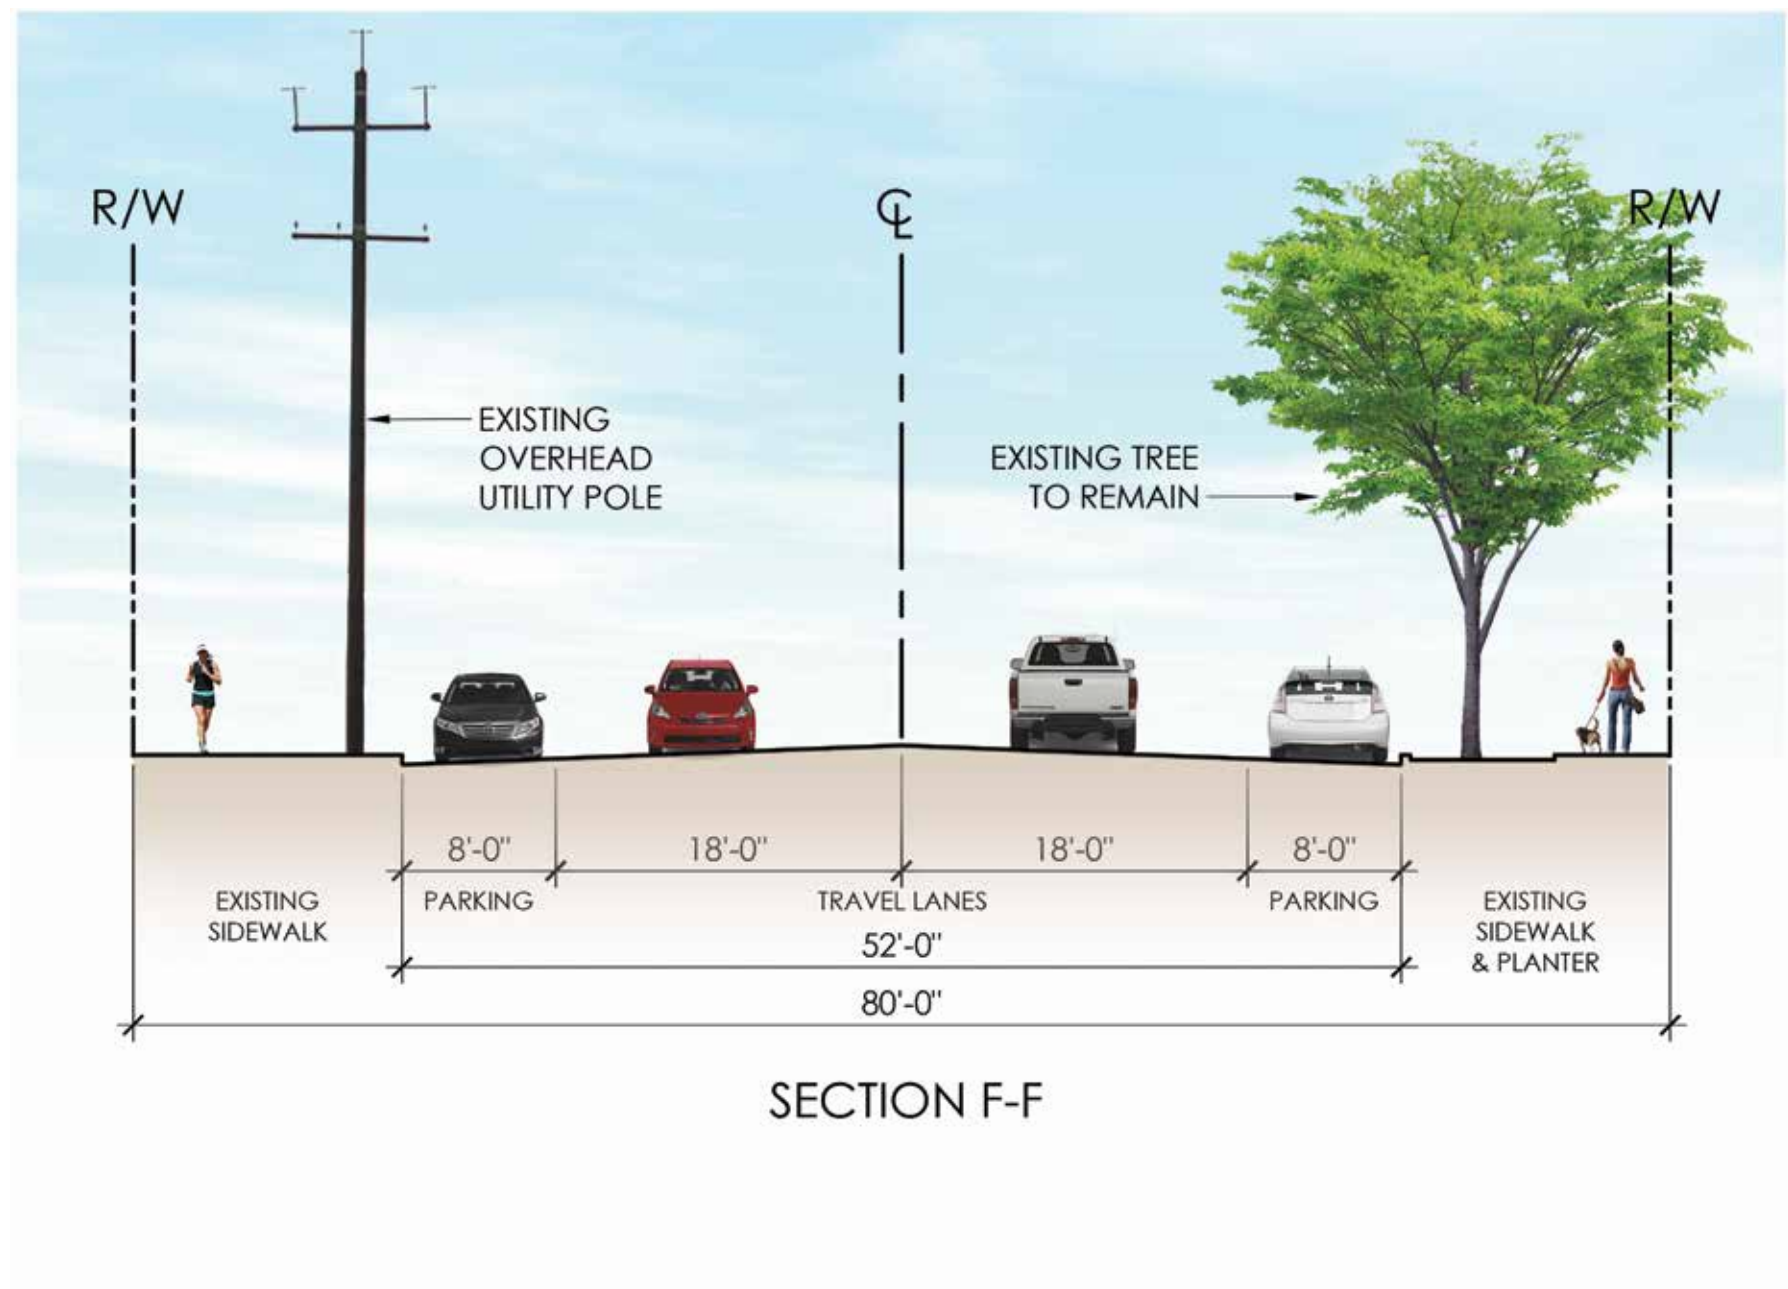 R/W
℄
R/W
EXISTING
OVERHEAD
UTILITY POLE
EXISTING TREE
TO REMAIN
8'-0"
18'-0"
18'-0"
8'-0"
EXISTING
SIDEWALK
PARKING
TRAVEL LANES
PARKING
EXISTING
SIDEWALK
& PLANTER
52'-0"
80'-0"
SECTION F-F